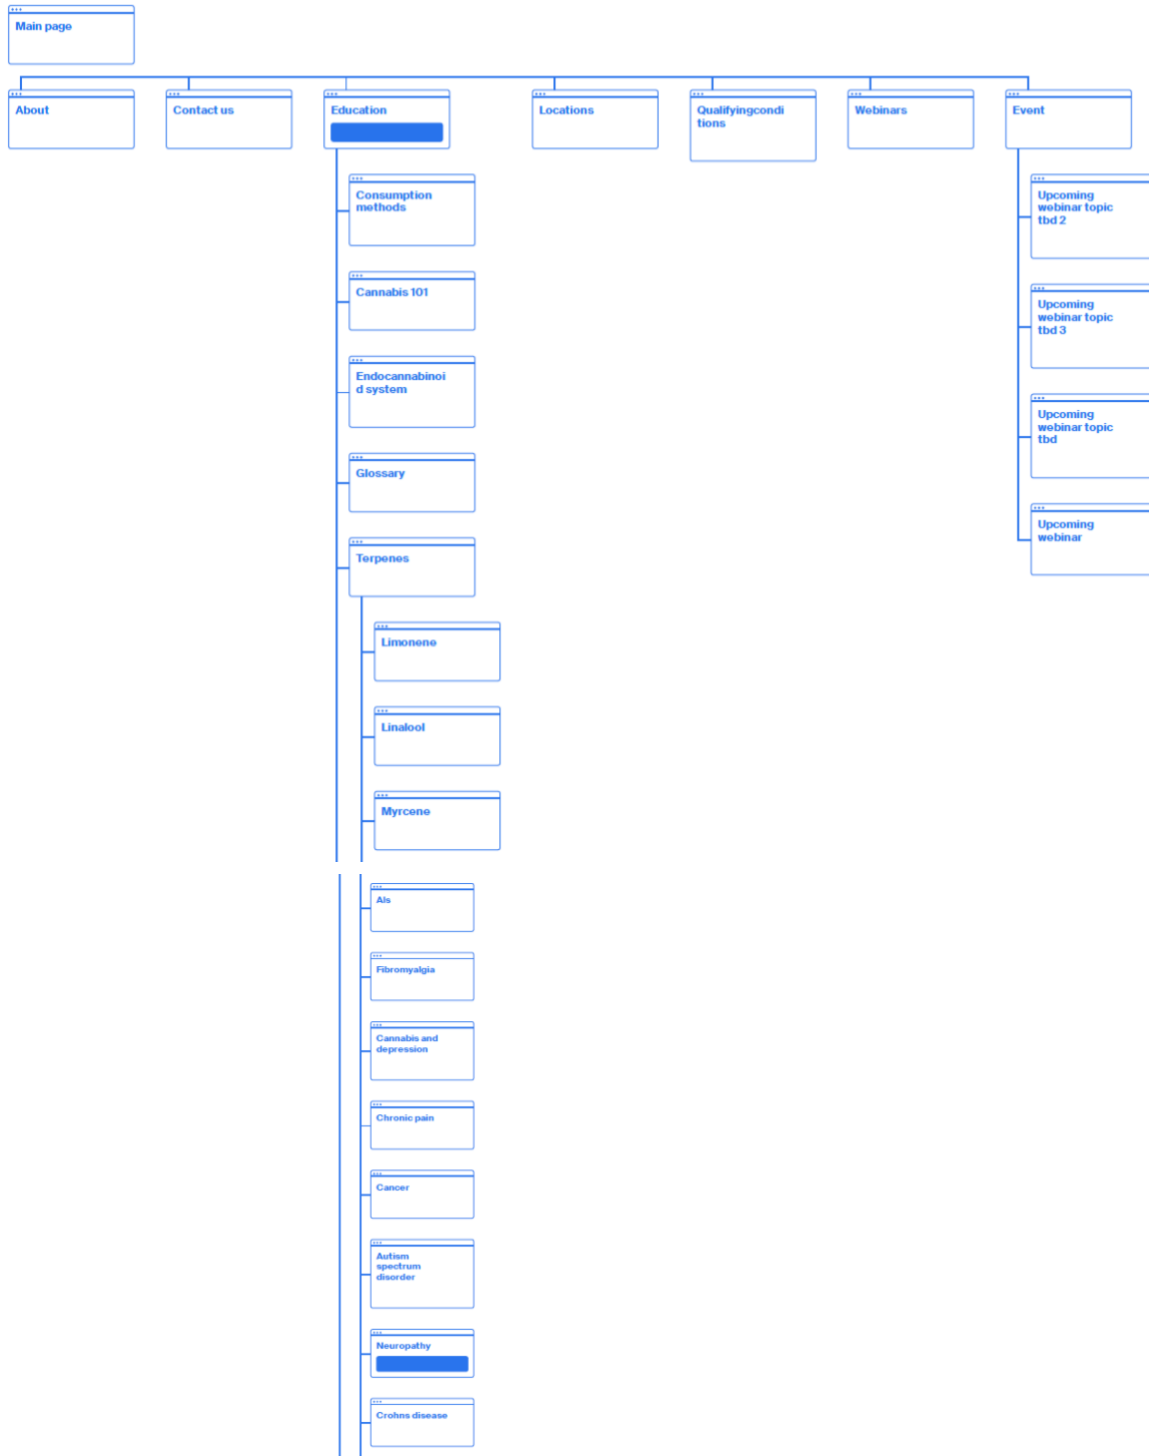 Main page
About
Contact us
Education
Locations
Qualifyingcondi
tions
Webinars
Event
Consumption
methods
Cannabis 101
Endocannabinoi
d system
Glossary
Terpenes
Limonene
Linalool
Myrcene
Upcoming
webinar topic
tbd 2
Upcoming
webinar topic
tbd 3
Upcoming
webinar topic
tbd
Upcoming
webinar
Als
Fibromyalgia
Cannabis and
depression
Chronic pain
Cancer
Autism
spectrum
disorder
Neuropathy
Crohns disease